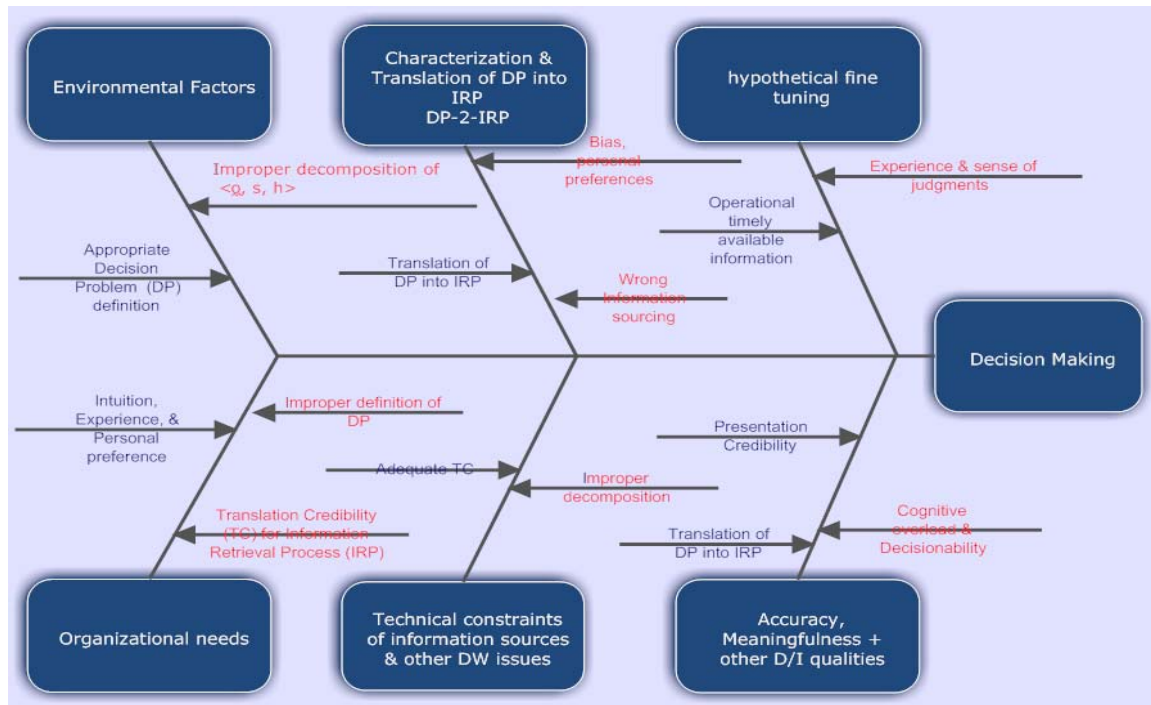 Environmental Factors
Characterization &
Translation of DP into
IRP
DP-2-IRP
hypothetical fine
tuning
Improper decomposition of
<o, s, h>
Bias,
personal
preferences
Experience & sense of
judgments
Appropriate
Decision
Problem (DP)
definition
Translation of
DP into IRP
Operational
timely
available
information
Wrong
Information
sourcing
Decision Making
Intuition,
Experience, &
Personal
preference
Improper definition of
DP
Adequate TC
Presentation
Credibility
Improper
decomposition
Translation Credibility
(TC) for Information
Retrieval Process (IRP)
Translation of
DP into IRP
Cognitive
overload &
Decisionability
Organizational needs
Technical constraints
of information sources
& other DW issues
Accuracy,
Meaningfulness +
other D/I qualities